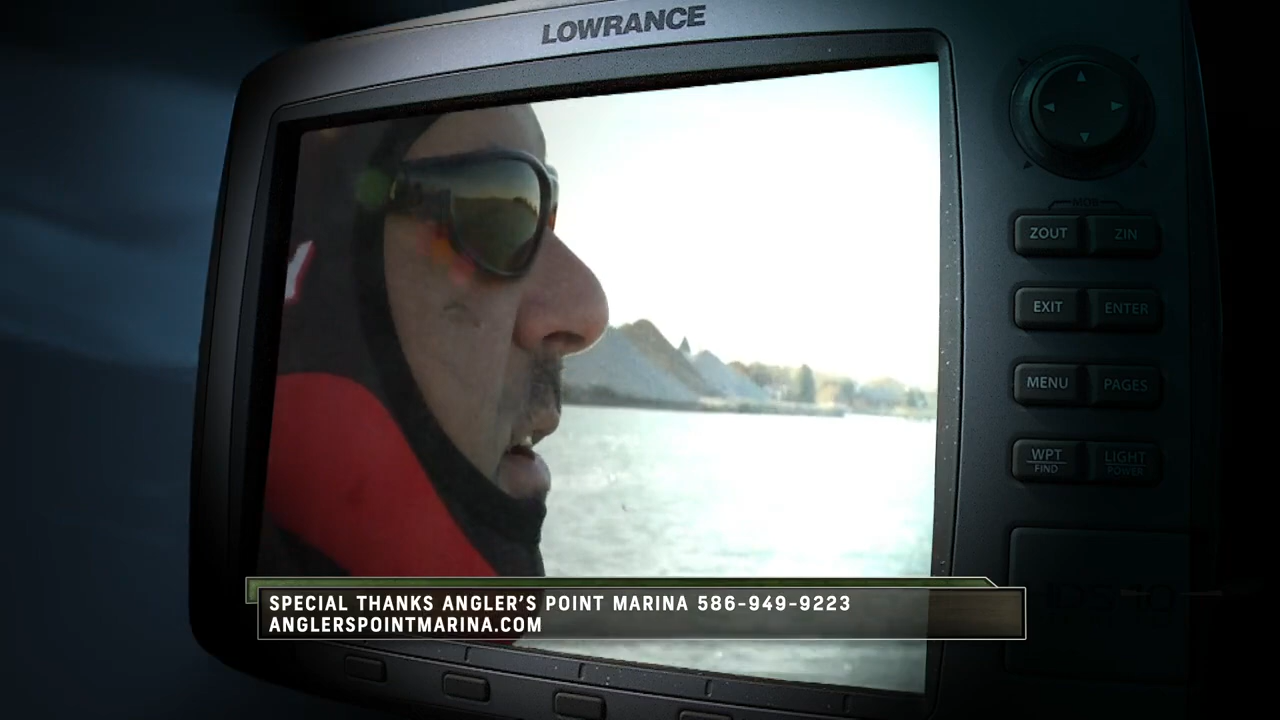 LOWRANCE
MOB
ZOUT ZIN
EXIT ENTER
MENU PAGES
WPT LIGHT
FIND POWER
SPECIAL THANKS ANGLER'S POINT MARINA 586-949-9223
ANGLERSPOINTMARINA.COM